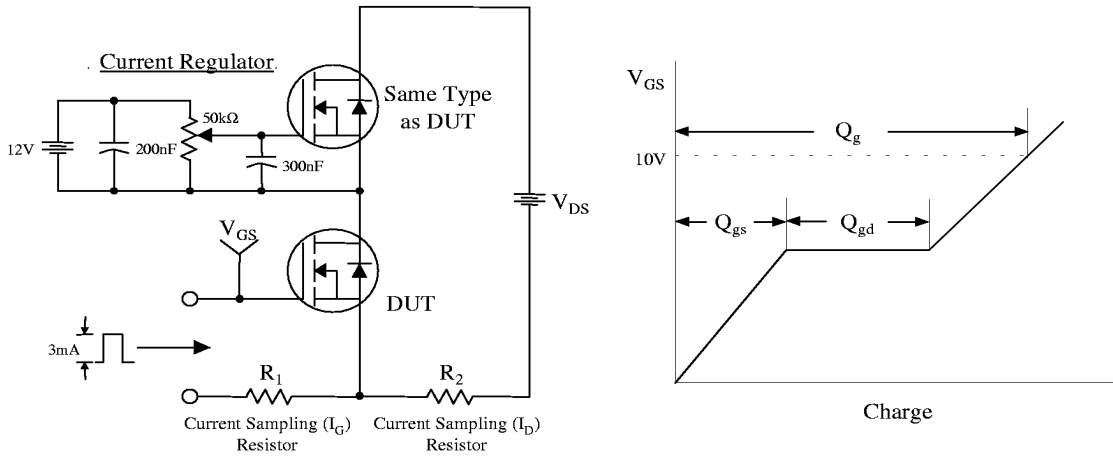 Current Regulator
Same Type
as DUT
50kΩ
12V
200nF
300nF
V_GS
V_DS
DUT
3mA
R_1
R_2
Current Sampling (I_G)
Resistor
Current Sampling (I_D)
Resistor
V_GS
Q_g
10V
Q_gs
Q_gd
Charge